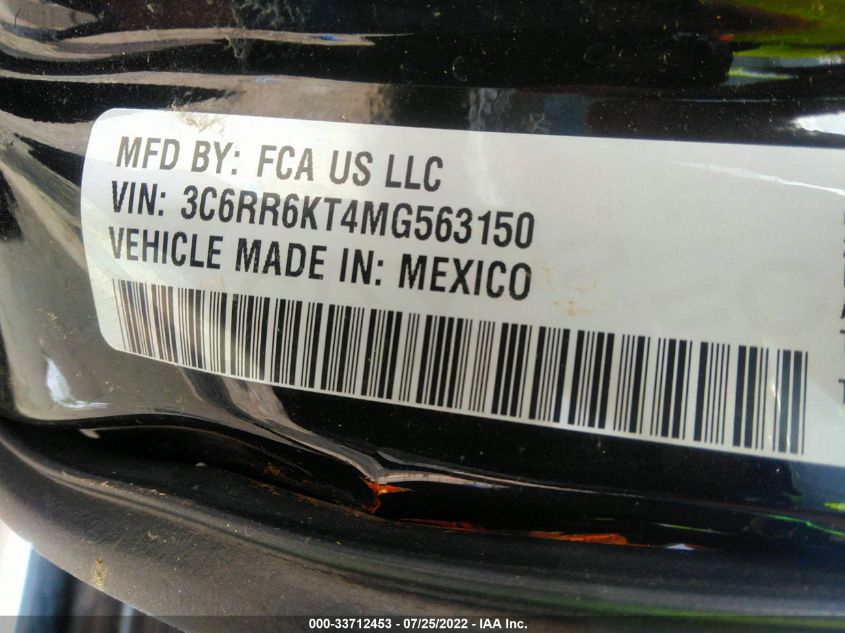 MFD BY: FCA US LLC
VIN: 3C6RR6KT4MG563150
VEHICLE MADE IN: MEXICO
000-33712453 - 07/25/2022 - IAA Inc.